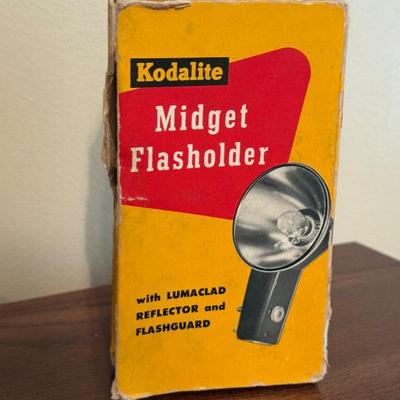 Kodalite
Midget
Flasholder
with LUMACLAD
REFLECTOR and
FLASHGUARD